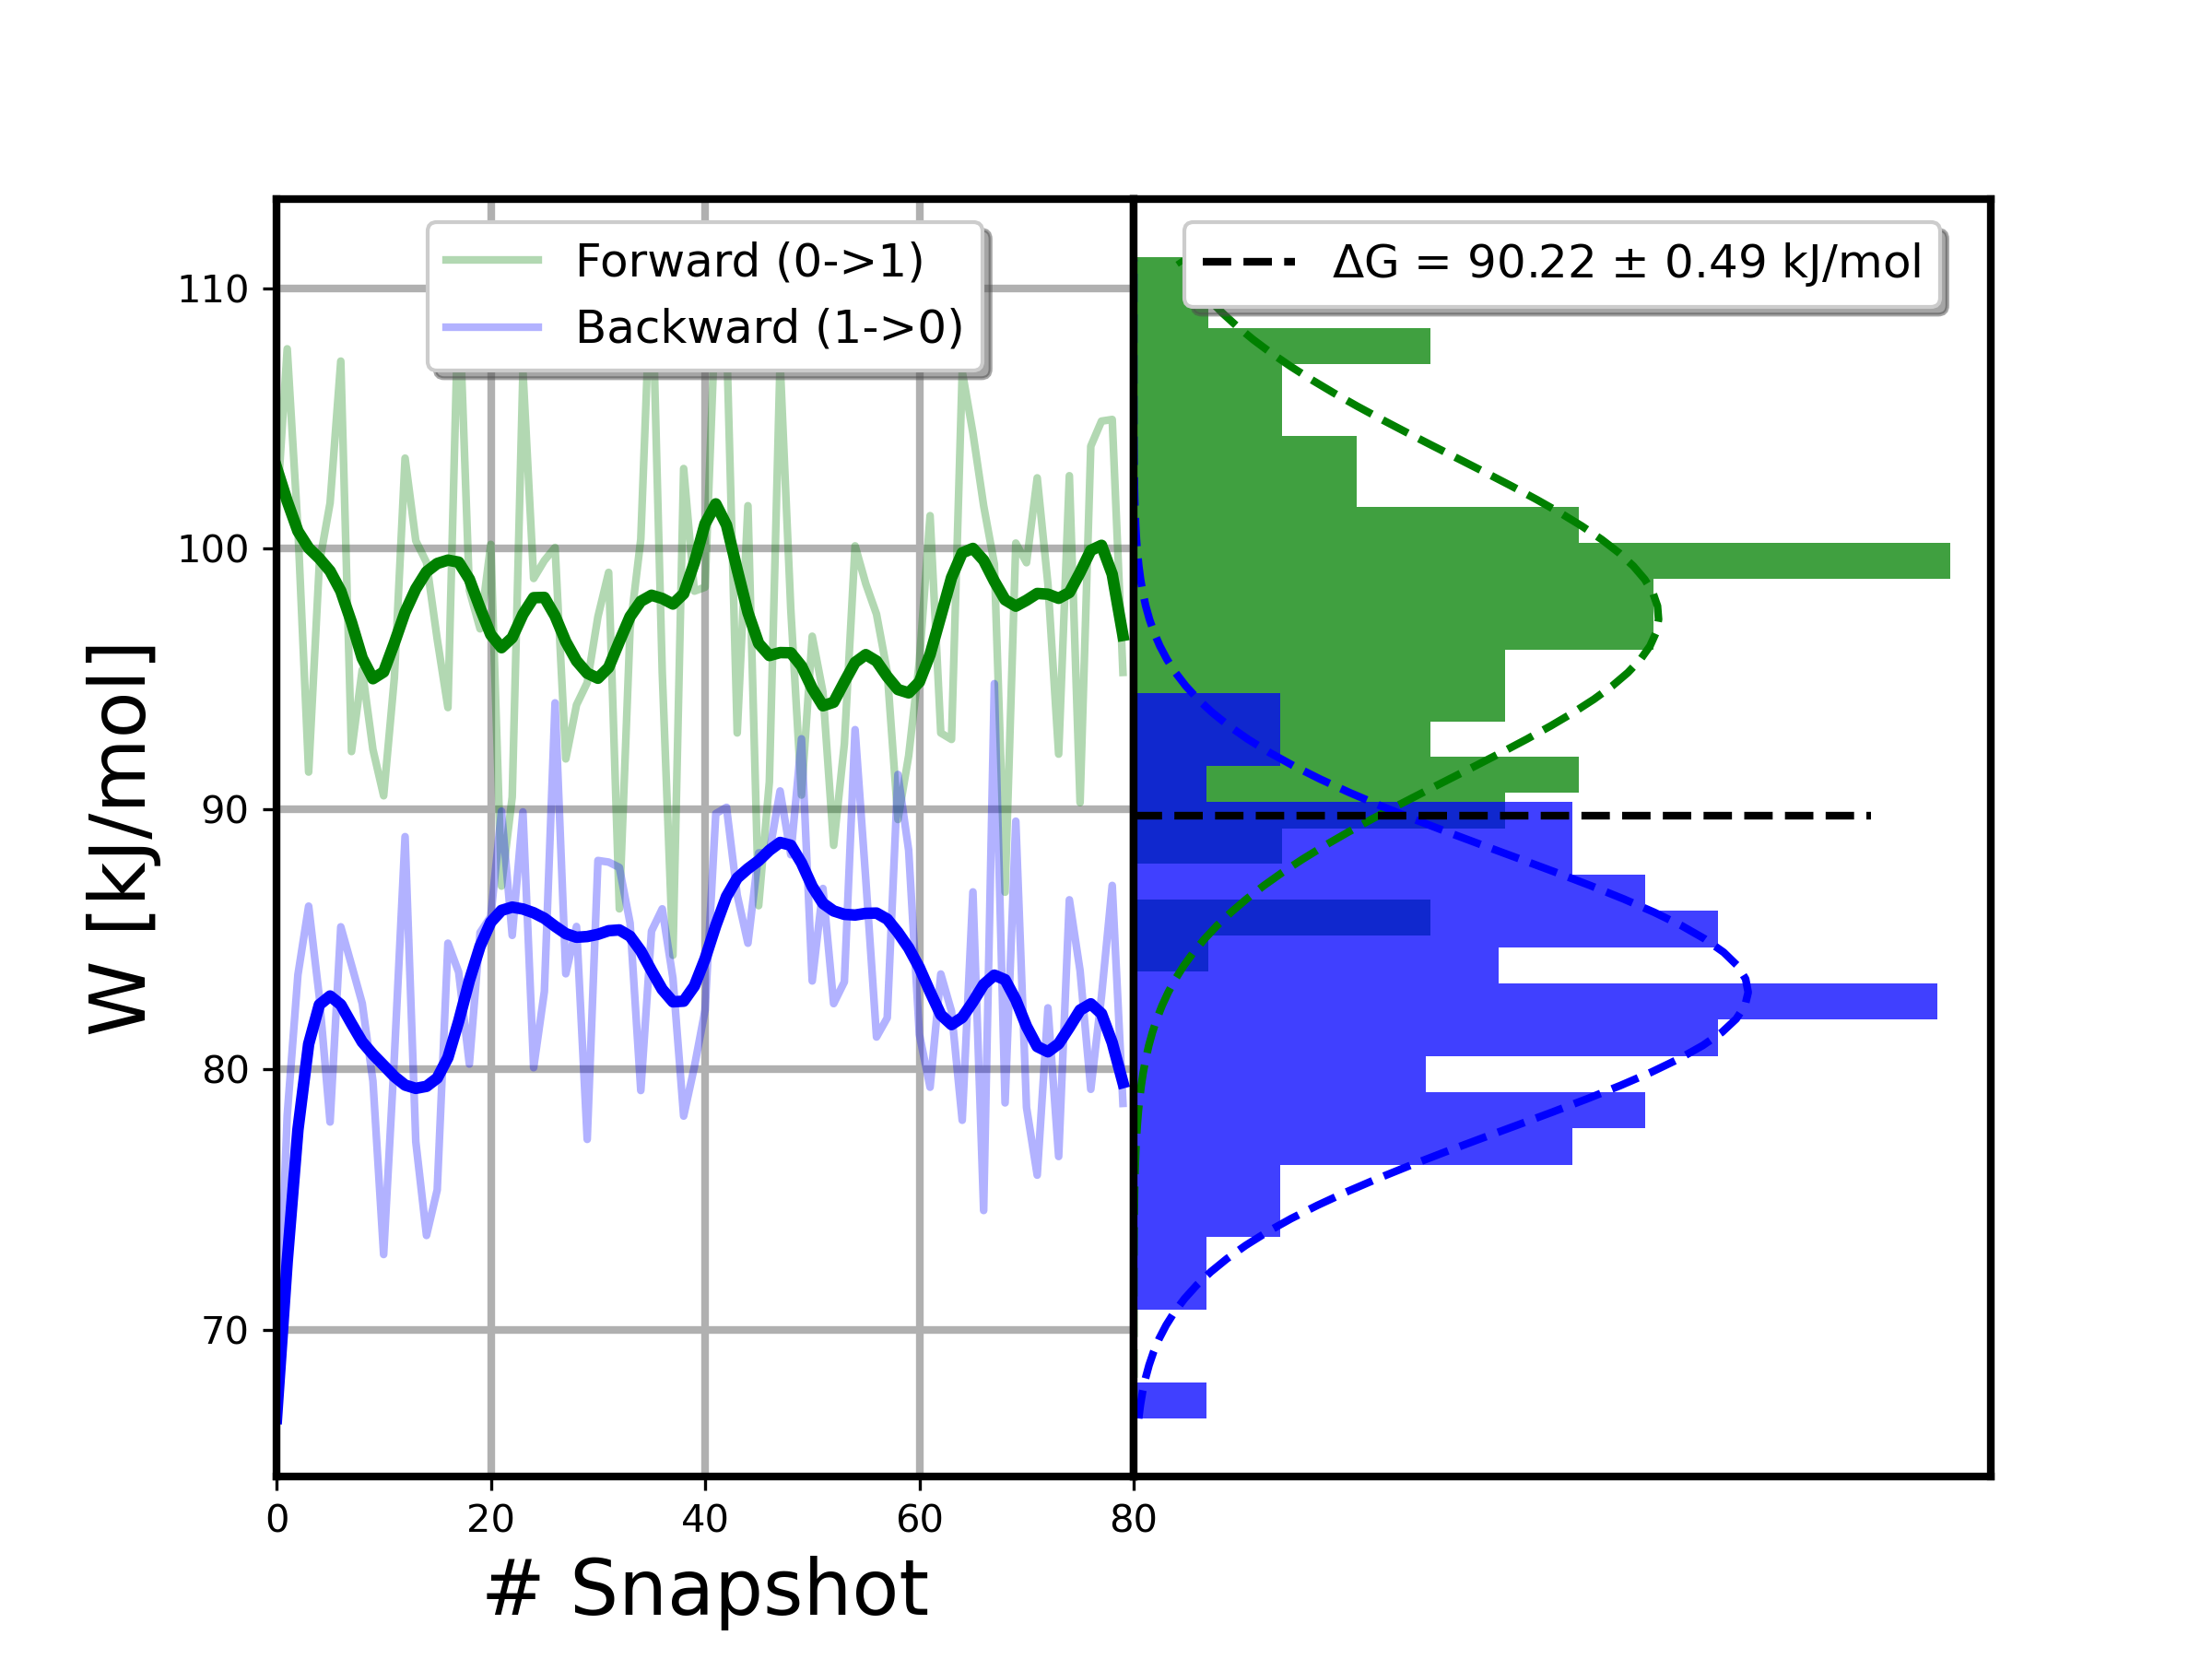 Forward (0->1)
Backward (1->0)
ΔG = 90.22 ± 0.49 kJ/mol
110
100
90
80
70
W [kJ/mol]
0 20 40 60 80
# Snapshot